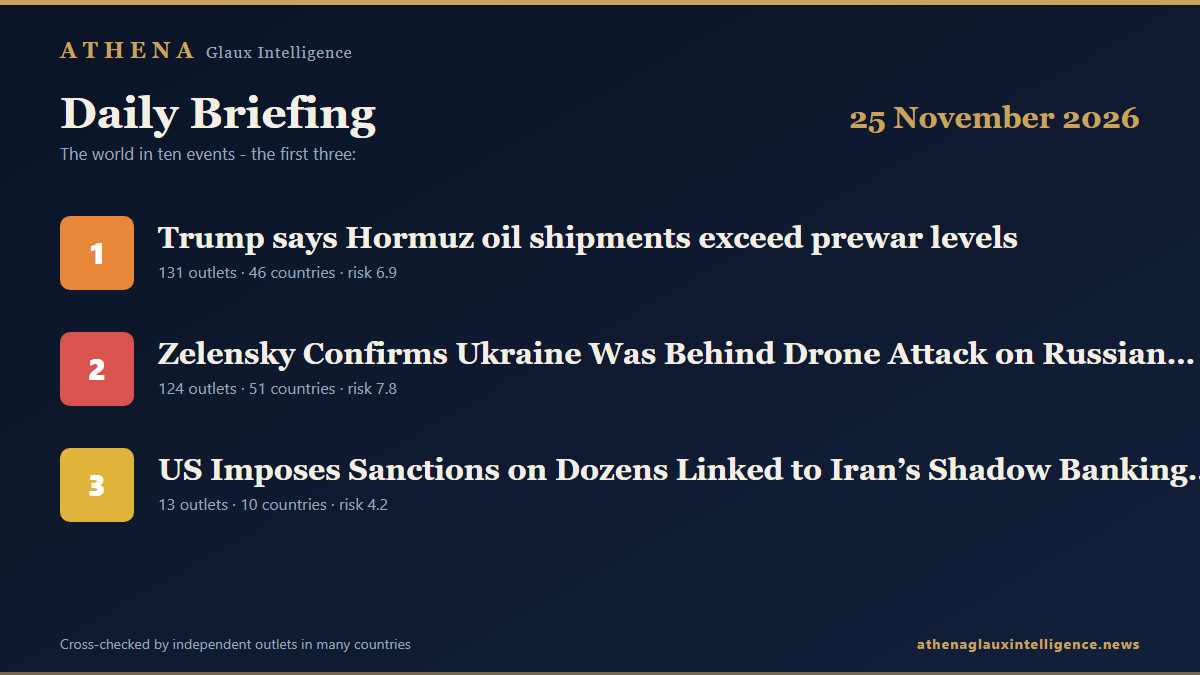 ATHENA Glaux Intelligence
Daily Briefing
25 November 2026
The world in ten events - the first three:
1
Trump says Hormuz oil shipments exceed prewar levels
131 outlets · 46 countries · risk 6.9
2
Zelensky Confirms Ukraine Was Behind Drone Attack on Russian…
124 outlets · 51 countries · risk 7.8
3
US Imposes Sanctions on Dozens Linked to Iran’s Shadow Banking…
13 outlets · 10 countries · risk 4.2
Cross-checked by independent outlets in many countries
athenaglauxintelligence.news